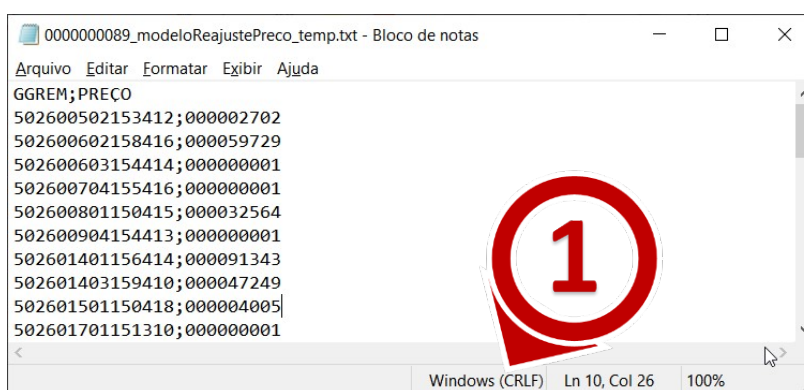 0000000089_modeloReajustePreco_temp.txt - Bloco de notas
Arquivo Editar Formatar Exibir Ajuda
GGREM;PREÇO
502600502153412;000002702
502600602158416;000059729
502600603154414;000000001
502600704155416;000000001
502600801150415;000032564
502600904154413;000000001
502601401156414;000091343
502601403159410;000047249
502601501150418;000004005
502601701151310;000000001
1
Windows (CRLF) Ln 10, Col 26 100%